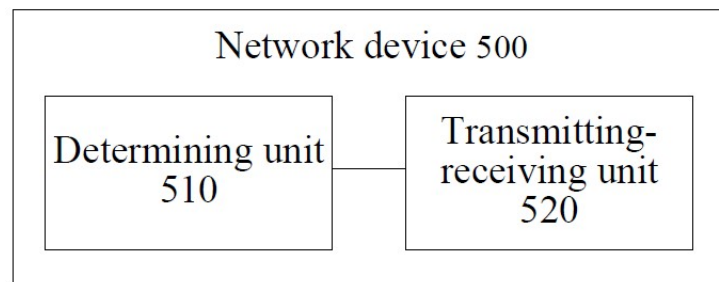 Network device 500
Determining unit
510
Transmitting-
receiving unit
520